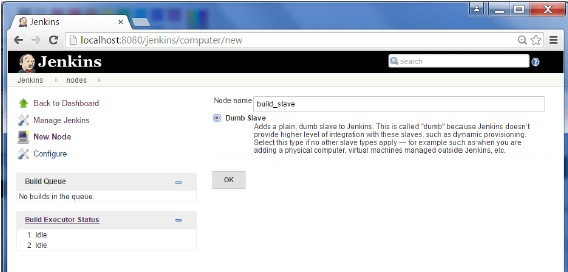 Jenkins
localhost:8080/jenkins/computer/new
Jenkins
search
Jenkins
nodes
Back to Dashboard
Manage Jenkins
New Node
Configure
Build Queue
No builds in the queue.
Build Executor Status
1 Idle
2 Idle
Node name build_slave
Dumb Slave
Adds a plain, dumb slave to Jenkins. This is called "dumb" because Jenkins doesn't
provide higher level of integration with these slaves, such as dynamic provisioning.
Select this type if no other slave types apply — for example such as when you are
adding a physical computer, virtual machines managed outside Jenkins, etc.
OK